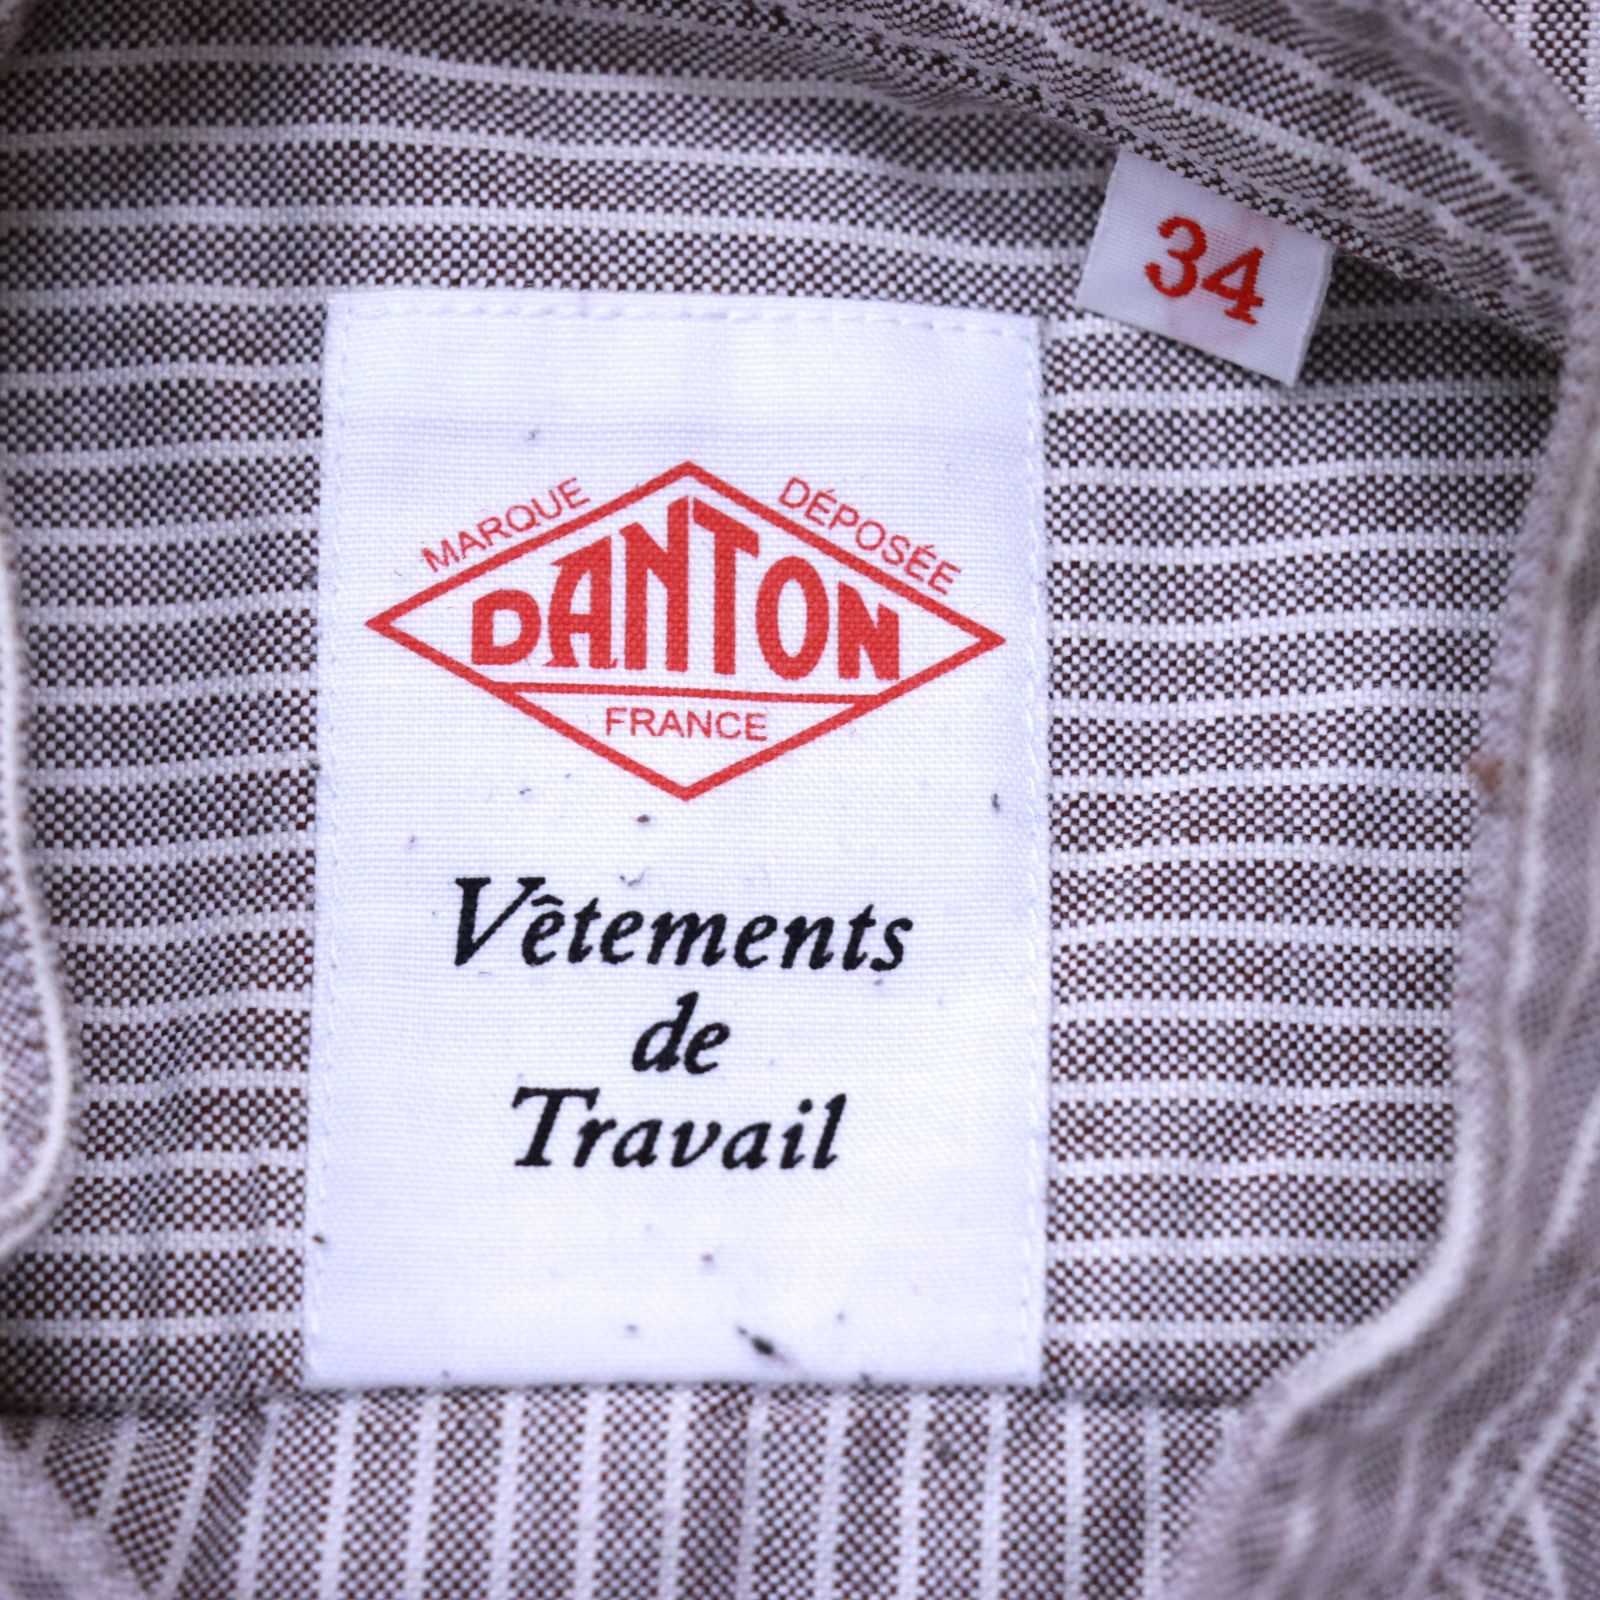 34
MARQUE DÉPOSÉE
DANTON
FRANCE
Vêtements
de
Travail